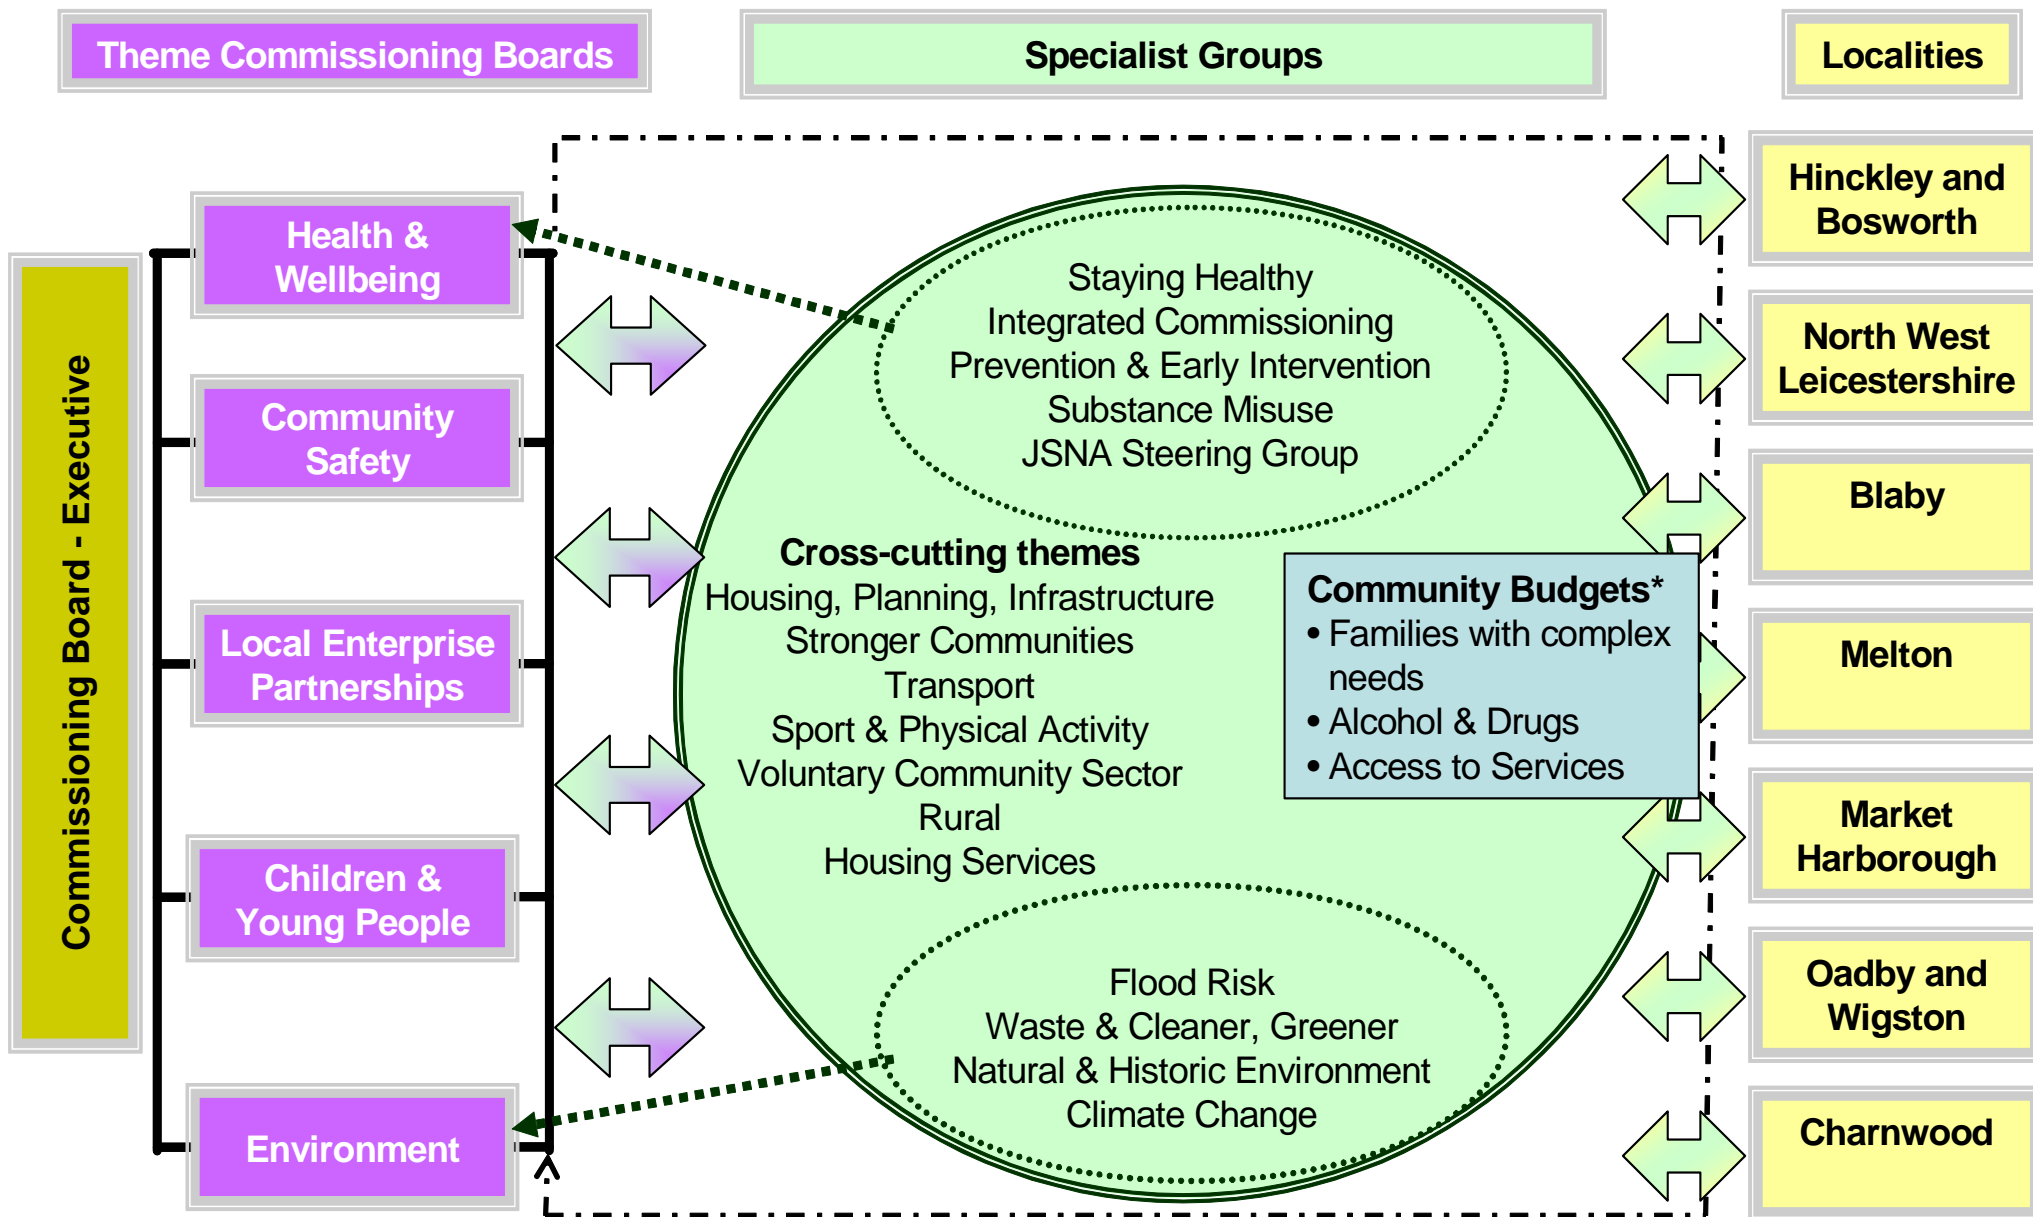 Theme Commissioning Boards
Specialist Groups
Localities
Commissioning Board - Executive
Health &
Wellbeing
Community
Safety
Local Enterprise
Partnerships
Children &
Young People
Environment
Staying Healthy
Integrated Commissioning
Prevention & Early Intervention
Substance Misuse
JSNA Steering Group
Cross-cutting themes
Housing, Planning, Infrastructure
Stronger Communities
Transport
Sport & Physical Activity
Voluntary Community Sector
Rural
Housing Services
Flood Risk
Waste & Cleaner, Greener
Natural & Historic Environment
Climate Change
Community Budgets*
• Families with complex
needs
• Alcohol & Drugs
• Access to Services
Hinckley and
Bosworth
North West
Leicestershire
Blaby
Melton
Market
Harborough
Oadby and
Wigston
Charnwood